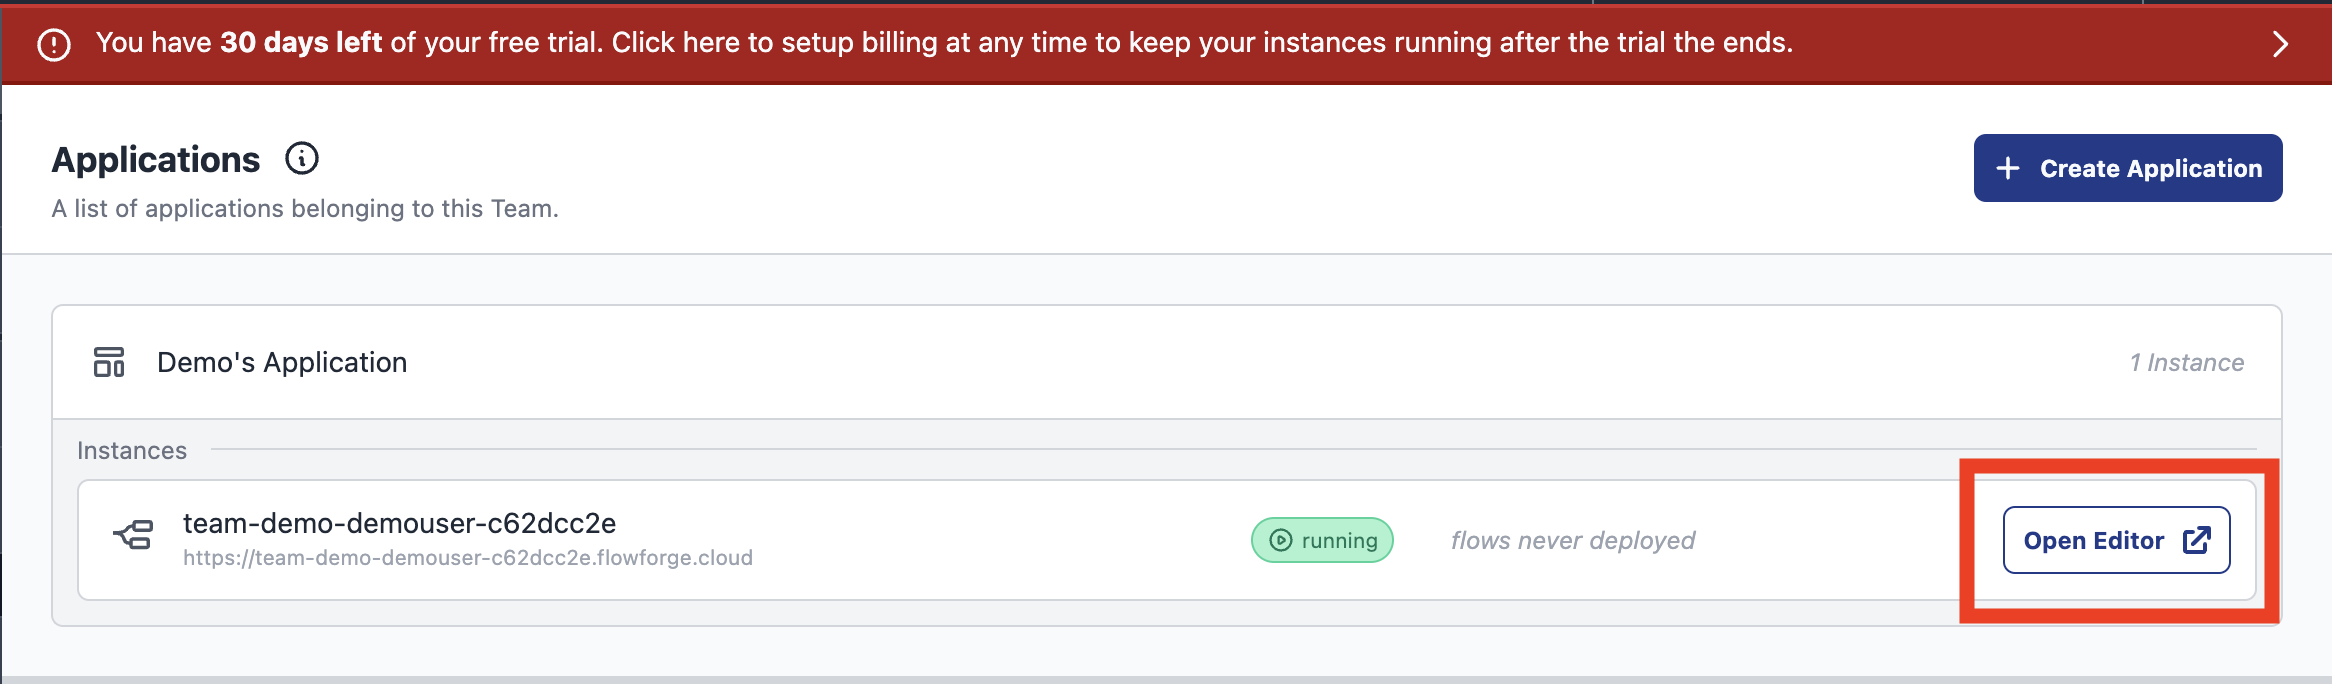 You have 30 days left of your free trial. Click here to setup billing at any time to keep your instances running after the trial the ends.
Applications
Create Application
A list of applications belonging to this Team.
Demo's Application
1 Instance
Instances
team-demo-demouser-c62dcc2e
https://team-demo-demouser-c62dcc2e.flowforge.cloud
running
flows never deployed
Open Editor